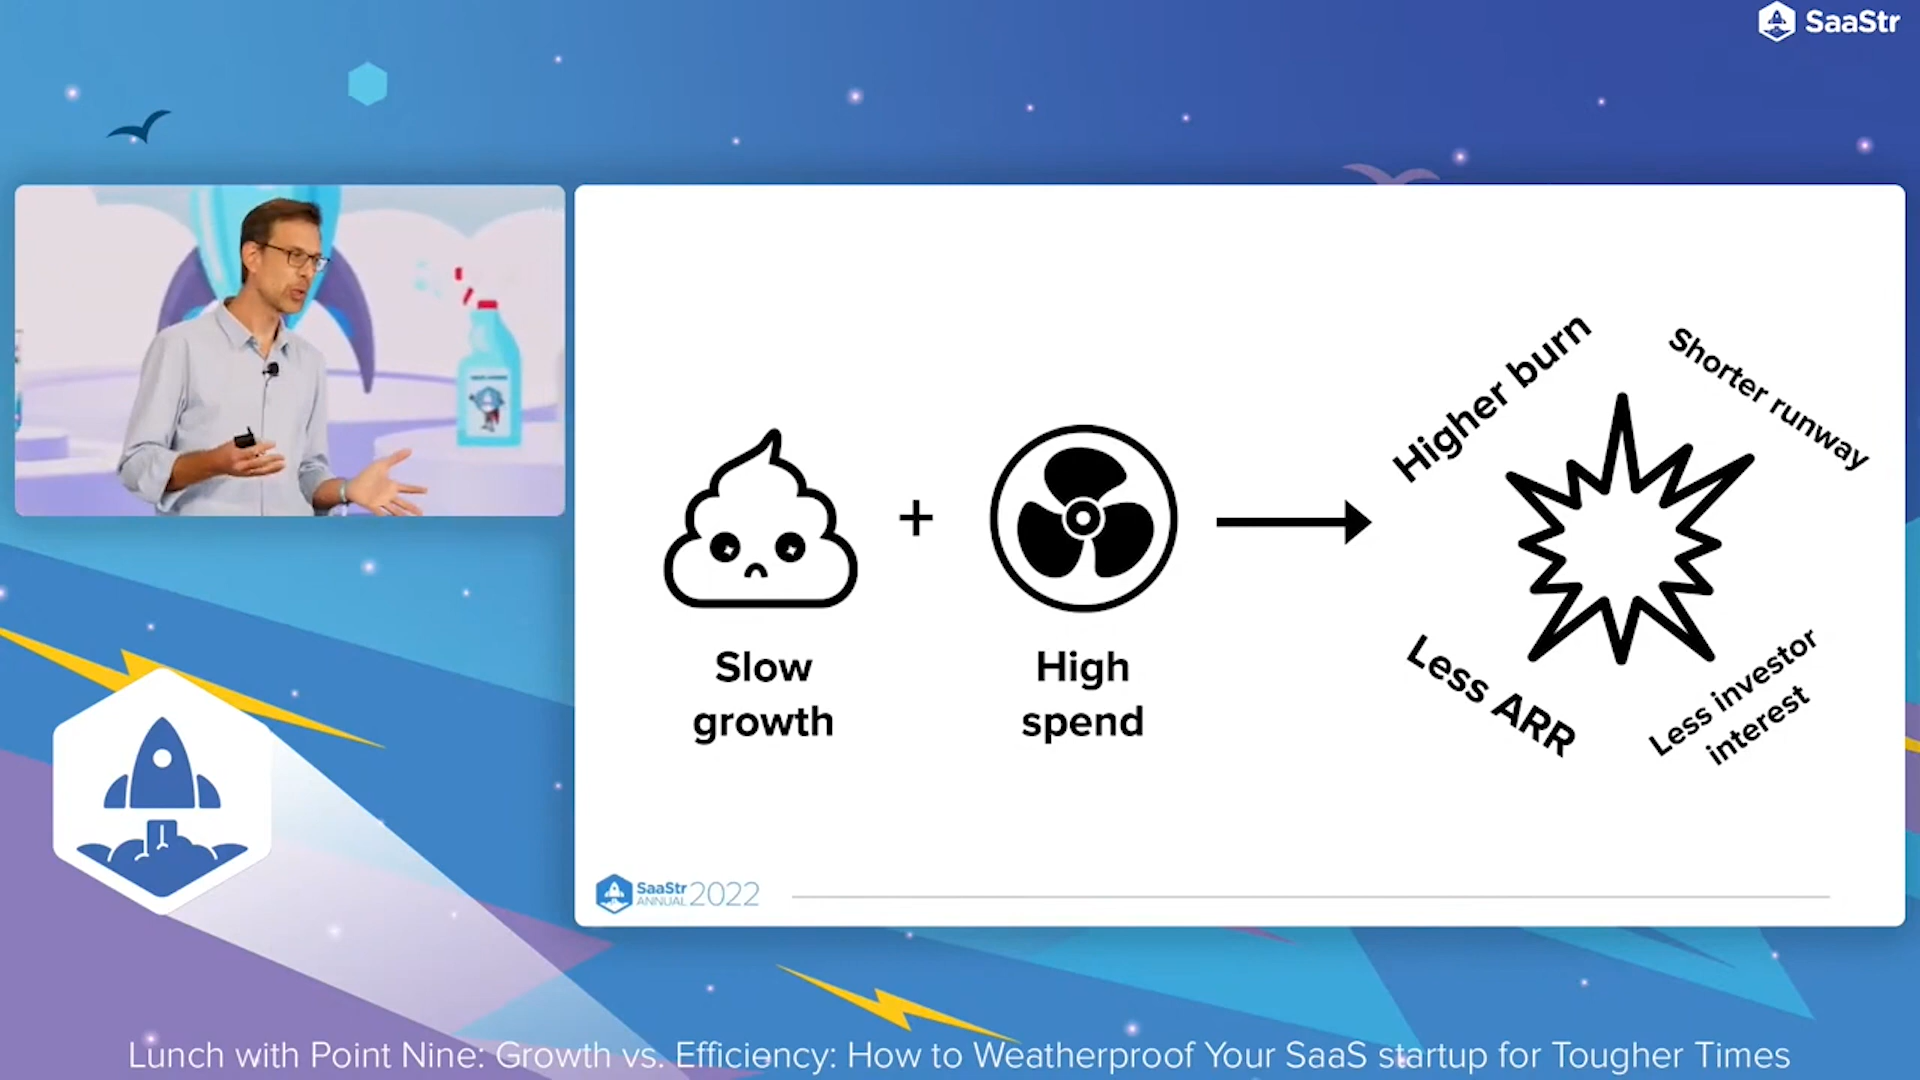 SaaStr
Higher burn
Shorter runway
+
Slow
growth
High
spend
Less ARR
Less investor
interest
SaaStr
ANNUAL 2022
Lunch with Point Nine: Growth vs. Efficiency: How to Weatherproof Your SaaS startup for Tougher Times